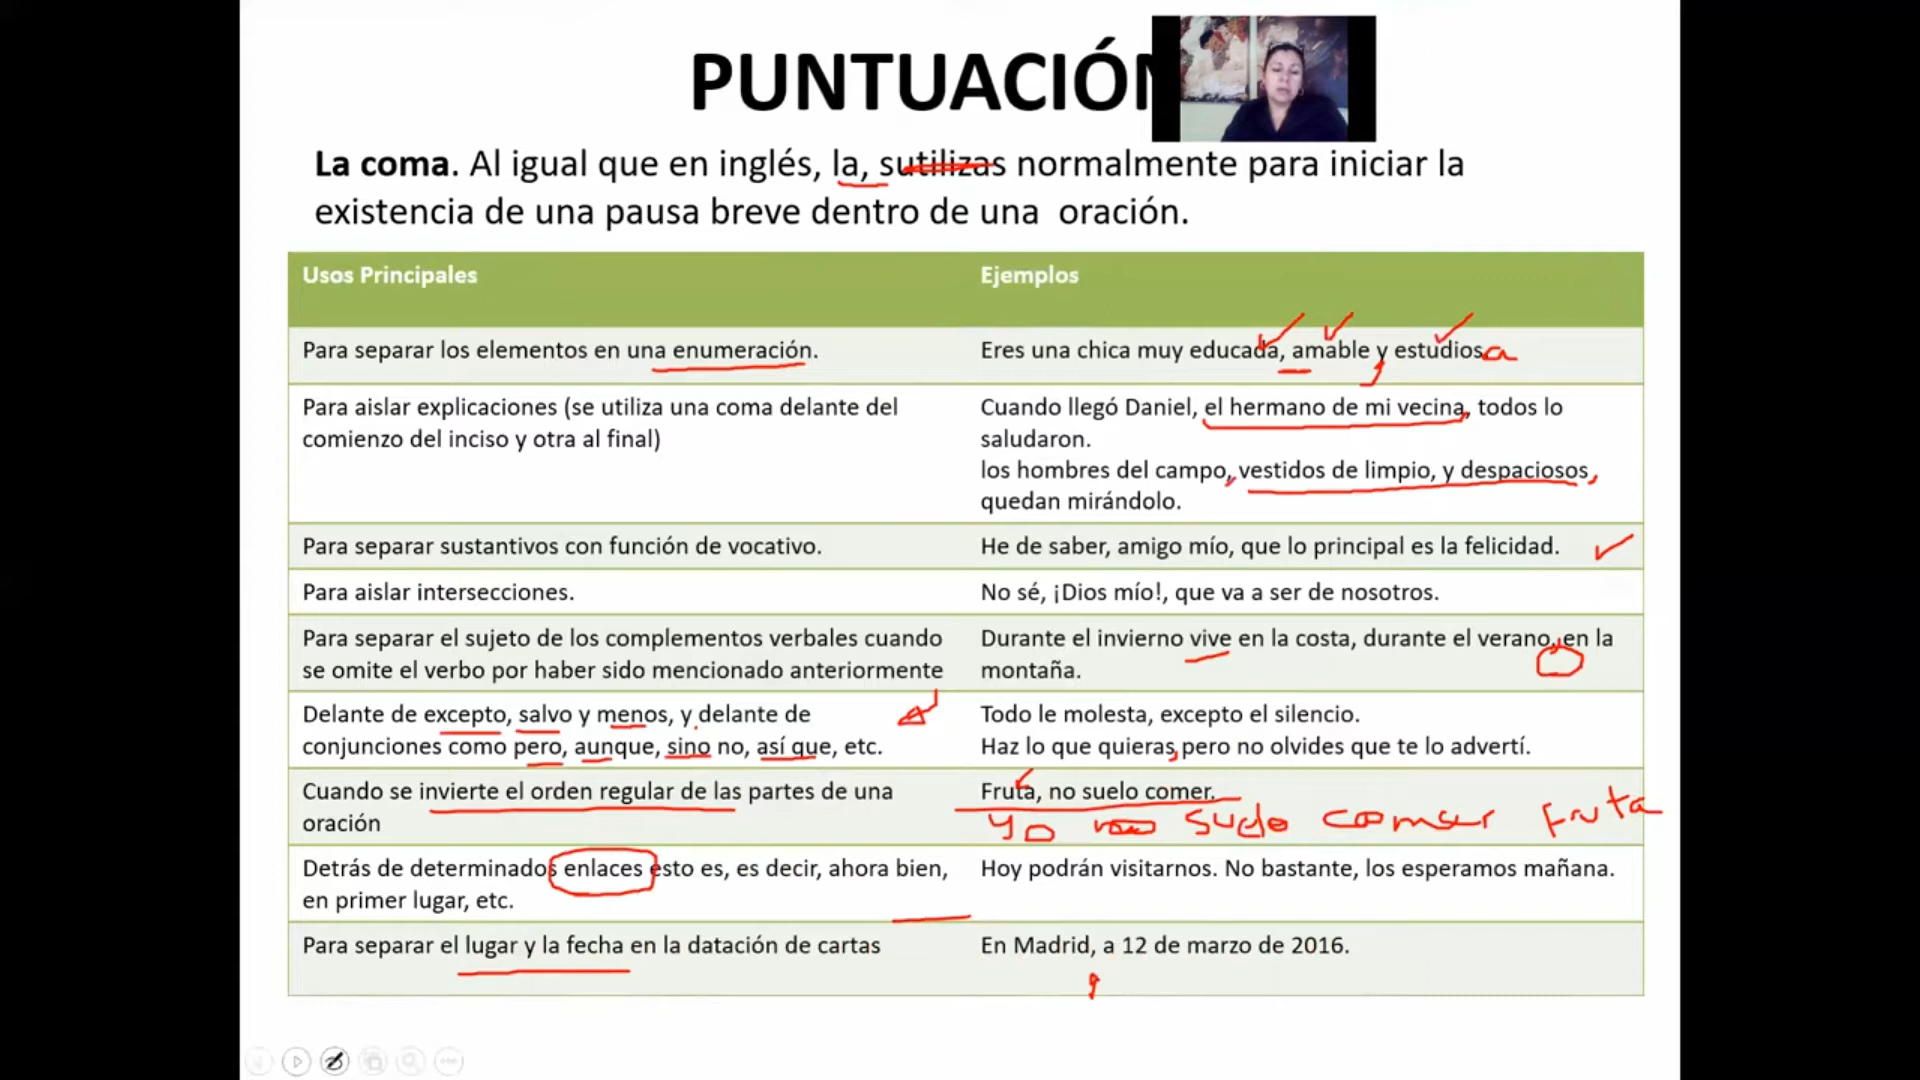 PUNTUACIÓN
La coma. Al igual que en inglés, la, sutilizas normalmente para iniciar la
existencia de una pausa breve dentro de una oración.
Usos Principales Ejemplos
Para separar los elementos en una enumeración. Eres una chica muy educada, amable y estudiosa
Para aislar explicaciones (se utiliza una coma delante del
comienzo del inciso y otra al final)
Cuando llegó Daniel, el hermano de mi vecina, todos lo
saludaron.
los hombres del campo, vestidos de limpio, y despaciosos,
quedan mirándolo.
Para separar sustantivos con función de vocativo. He de saber, amigo mío, que lo principal es la felicidad.
Para aislar intersecciones. No sé, ¡Dios mío!, que va a ser de nosotros.
Para separar el sujeto de los complementos verbales cuando
se omite el verbo por haber sido mencionado anteriormente
Durante el invierno vive en la costa, durante el verano, en la
montaña.
Delante de excepto, salvo y menos, y delante de
conjunciones como pero, aunque, sino no, así que, etc.
Todo le molesta, excepto el silencio.
Haz lo que quieras, pero no olvides que te lo advertí.
Cuando se invierte el orden regular de las partes de una
oración
Fruta, no suelo comer.
yo suelo comer Fruta
Detrás de determinados enlaces esto es, es decir, ahora bien,
en primer lugar, etc.
Hoy podrán visitarnos. No bastante, los esperamos mañana.
Para separar el lugar y la fecha en la datación de cartas En Madrid, a 12 de marzo de 2016.